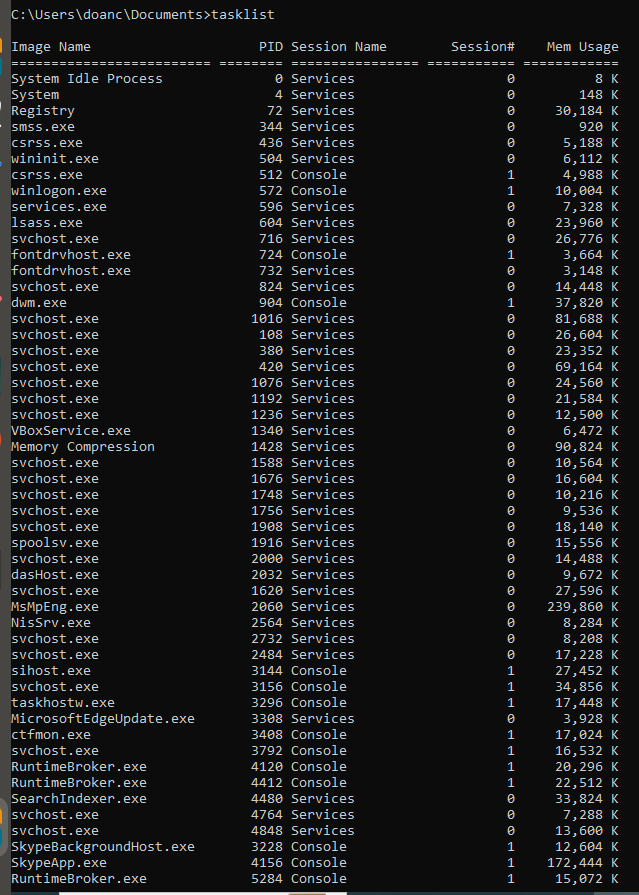 C:\Users\doanc\Documents>tasklist

Image Name                     PID Session Name        Session#    Mem Usage
========================= ======== ================ =========== ============
System Idle Process              0 Services                   0          8 K
System                           4 Services                   0        148 K
Registry                        72 Services                   0     30,184 K
smss.exe                       344 Services                   0        920 K
csrss.exe                      436 Services                   0      5,188 K
wininit.exe                    504 Services                   0      6,112 K
csrss.exe                      512 Console                    1      4,988 K
winlogon.exe                   572 Console                    1     10,004 K
services.exe                   596 Services                   0      7,328 K
lsass.exe                      604 Services                   0     23,960 K
svchost.exe                    716 Services                   0     26,776 K
fontdrvhost.exe                724 Console                    1      3,664 K
fontdrvhost.exe                732 Services                   0      3,148 K
svchost.exe                    824 Services                   0     14,448 K
dwm.exe                        904 Console                    1     37,820 K
svchost.exe                   1016 Services                   0     81,688 K
svchost.exe                    108 Services                   0     26,604 K
svchost.exe                    380 Services                   0     23,352 K
svchost.exe                    420 Services                   0     69,164 K
svchost.exe                   1076 Services                   0     24,560 K
svchost.exe                   1192 Services                   0     21,584 K
svchost.exe                   1236 Services                   0     12,500 K
VBoxService.exe               1340 Services                   0      6,472 K
Memory Compression            1428 Services                   0     90,824 K
svchost.exe                   1588 Services                   0     10,564 K
svchost.exe                   1676 Services                   0     16,604 K
svchost.exe                   1748 Services                   0     10,216 K
svchost.exe                   1756 Services                   0      9,536 K
svchost.exe                   1908 Services                   0     18,140 K
spoolsv.exe                   1916 Services                   0     15,556 K
svchost.exe                   2000 Services                   0     14,488 K
dasHost.exe                   2032 Services                   0      9,672 K
svchost.exe                   1620 Services                   0     27,596 K
MsMpEng.exe                   2060 Services                   0    239,860 K
NisSrv.exe                    2564 Services                   0      8,284 K
svchost.exe                   2732 Services                   0      8,208 K
svchost.exe                   2484 Services                   0     17,228 K
sihost.exe                    3144 Console                    1     27,452 K
svchost.exe                   3156 Console                    1     34,856 K
taskhostw.exe                 3296 Console                    1     17,448 K
MicrosoftEdgeUpdate.exe       3308 Services                   0      3,928 K
ctfmon.exe                    3408 Console                    1     17,024 K
svchost.exe                   3792 Console                    1     16,532 K
RuntimeBroker.exe             4120 Console                    1     20,296 K
RuntimeBroker.exe             4412 Console                    1     22,512 K
SearchIndexer.exe             4480 Services                   0     33,824 K
svchost.exe                   4764 Services                   0      7,288 K
svchost.exe                   4848 Services                   0     13,600 K
SkypeBackgroundHost.exe       3228 Console                    1     12,604 K
SkypeApp.exe                  4156 Console                    1    172,444 K
RuntimeBroker.exe             5284 Console                    1     15,072 K